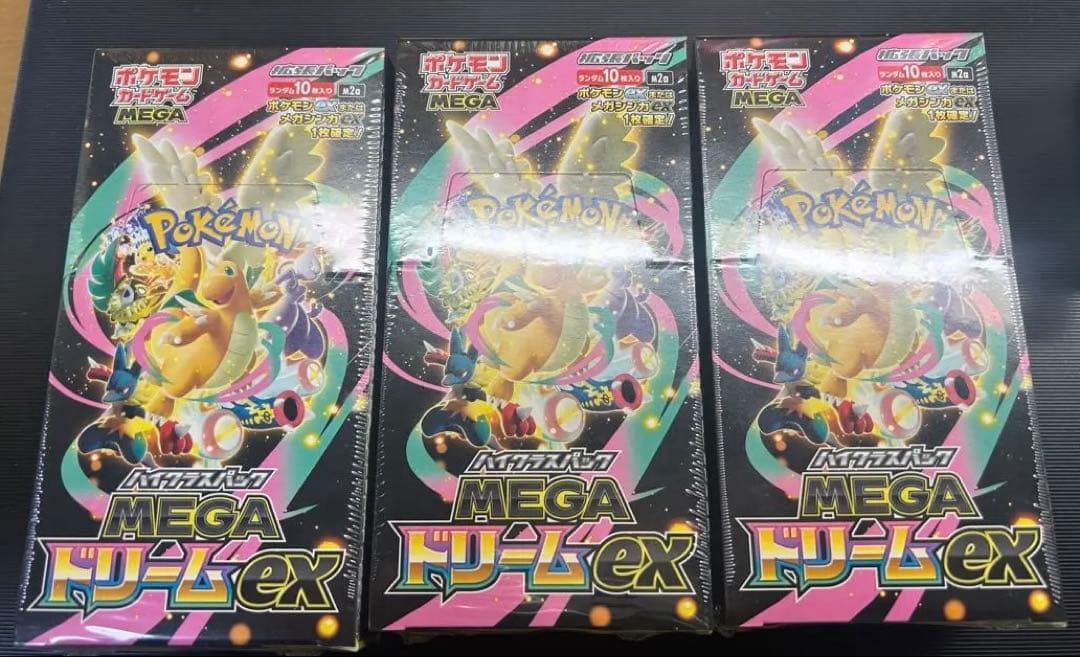 ポケモン
カードゲーム
MEGA
拡張パック
ランダム10枚入り
M2a
ポケモンexまたは
メガシンカex
1枚確定!
POKéMON
ハイクラスパック
MEGA
ドリームex
ポケモン
カードゲーム
MEGA
拡張パック
ランダム10枚入り
M2a
ポケモンexまたは
メガシンカex
1枚確定!
POKéMON
ハイクラスパック
MEGA
ドリームex
ポケモン
カードゲーム
MEGA
拡張パック
ランダム10枚入り
M2a
ポケモンexまたは
メガシンカex
1枚確定!
POKéMON
ハイクラスパック
MEGA
ドリームex